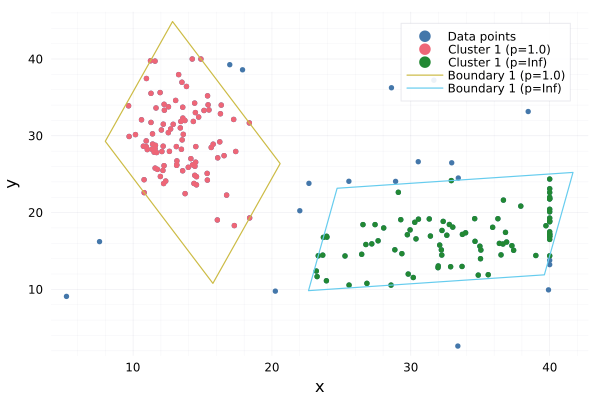 40
30
20
10
y
10
20
30
40
x
Data points
Cluster 1 (p=1.0)
Cluster 1 (p=Inf)
Boundary 1 (p=1.0)
Boundary 1 (p=Inf)